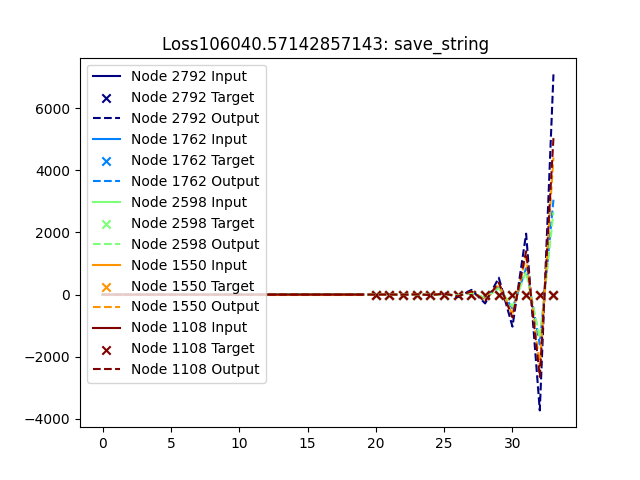 Loss106040.57142857143: save_string
Node 2792 Input
Node 2792 Target
Node 2792 Output
Node 1762 Input
Node 1762 Target
Node 1762 Output
Node 2598 Input
Node 2598 Target
Node 2598 Output
Node 1550 Input
Node 1550 Target
Node 1550 Output
Node 1108 Input
Node 1108 Target
Node 1108 Output
6000
4000
2000
0
−2000
−4000
0 5 10 15 20 25 30